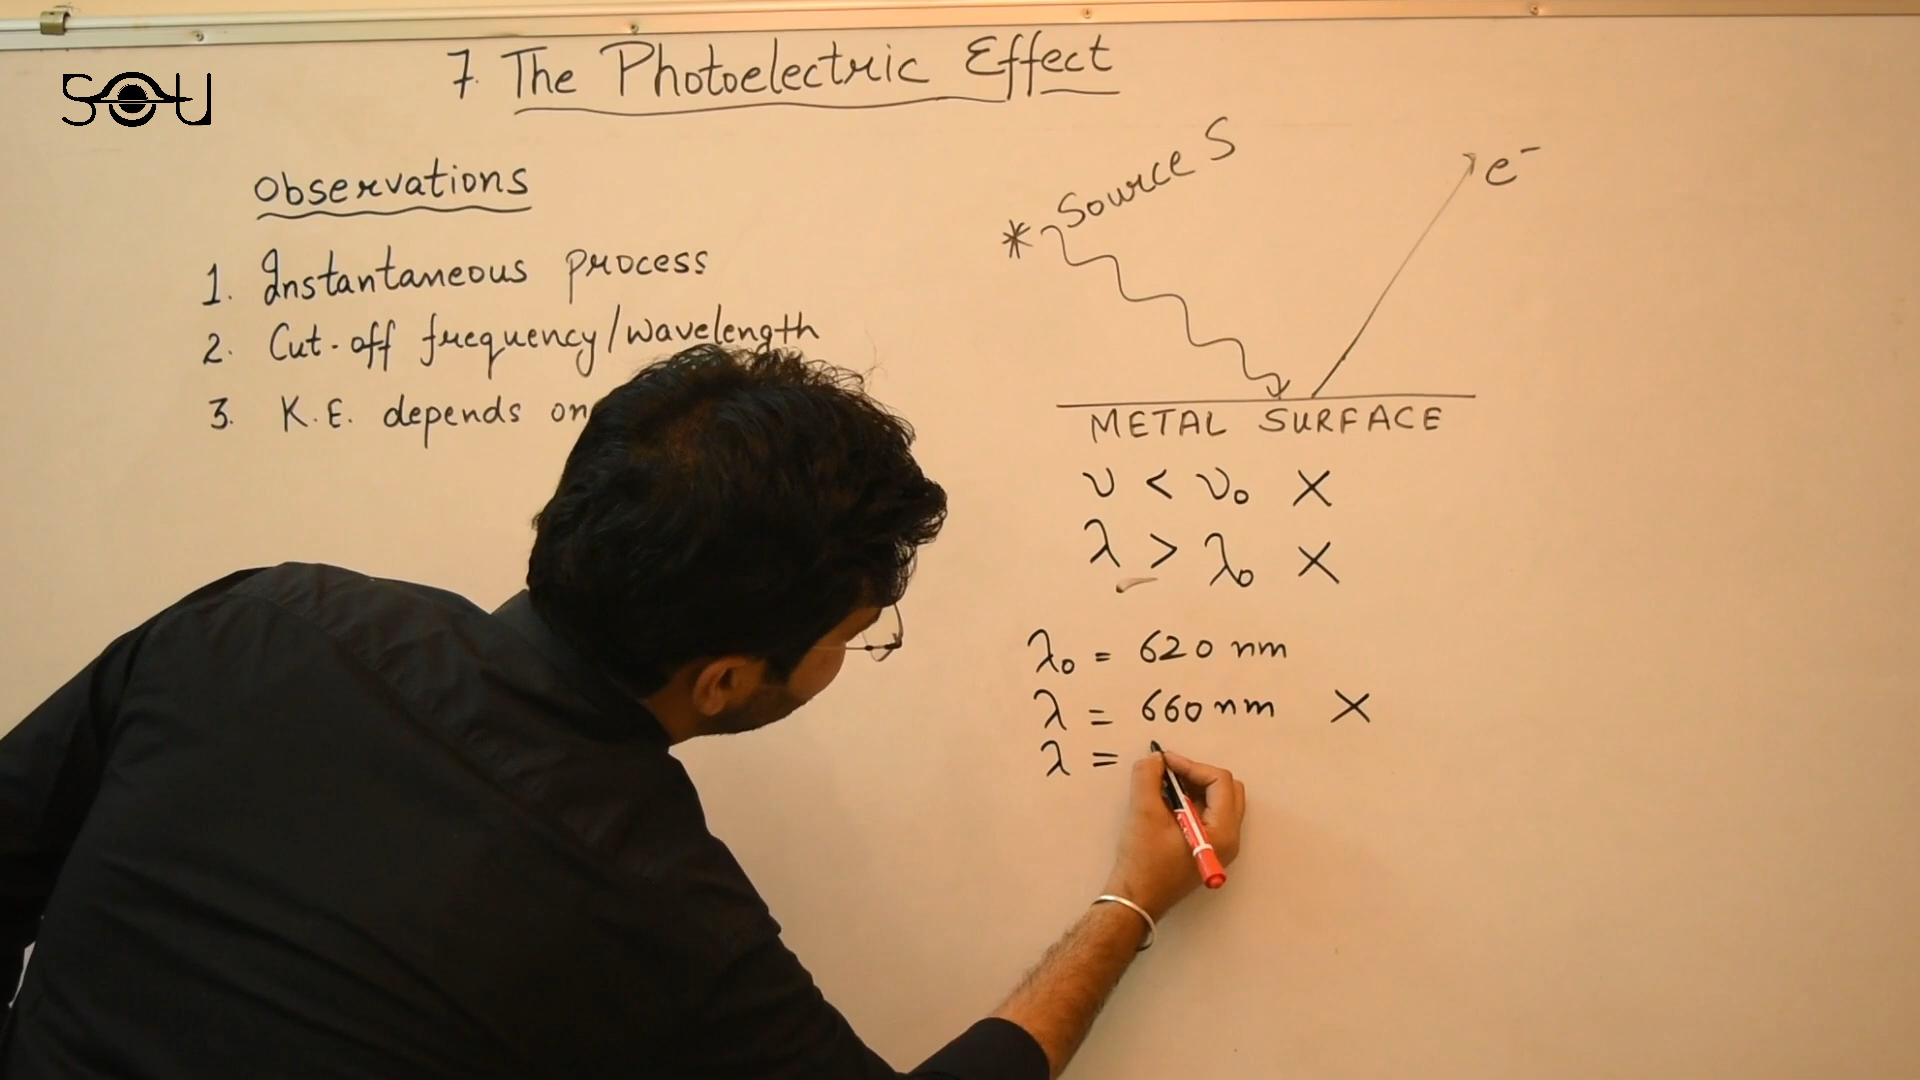 SOU
7. The Photoelectric Effect
Observations
1. Instantaneous process
2. Cut-off frequency/wavelength
3. K.E. depends on
* Source S
e⁻
METAL SURFACE
ν < ν₀ X
λ > λ₀ X
λ₀ = 620 nm
λ = 660 nm X
λ =